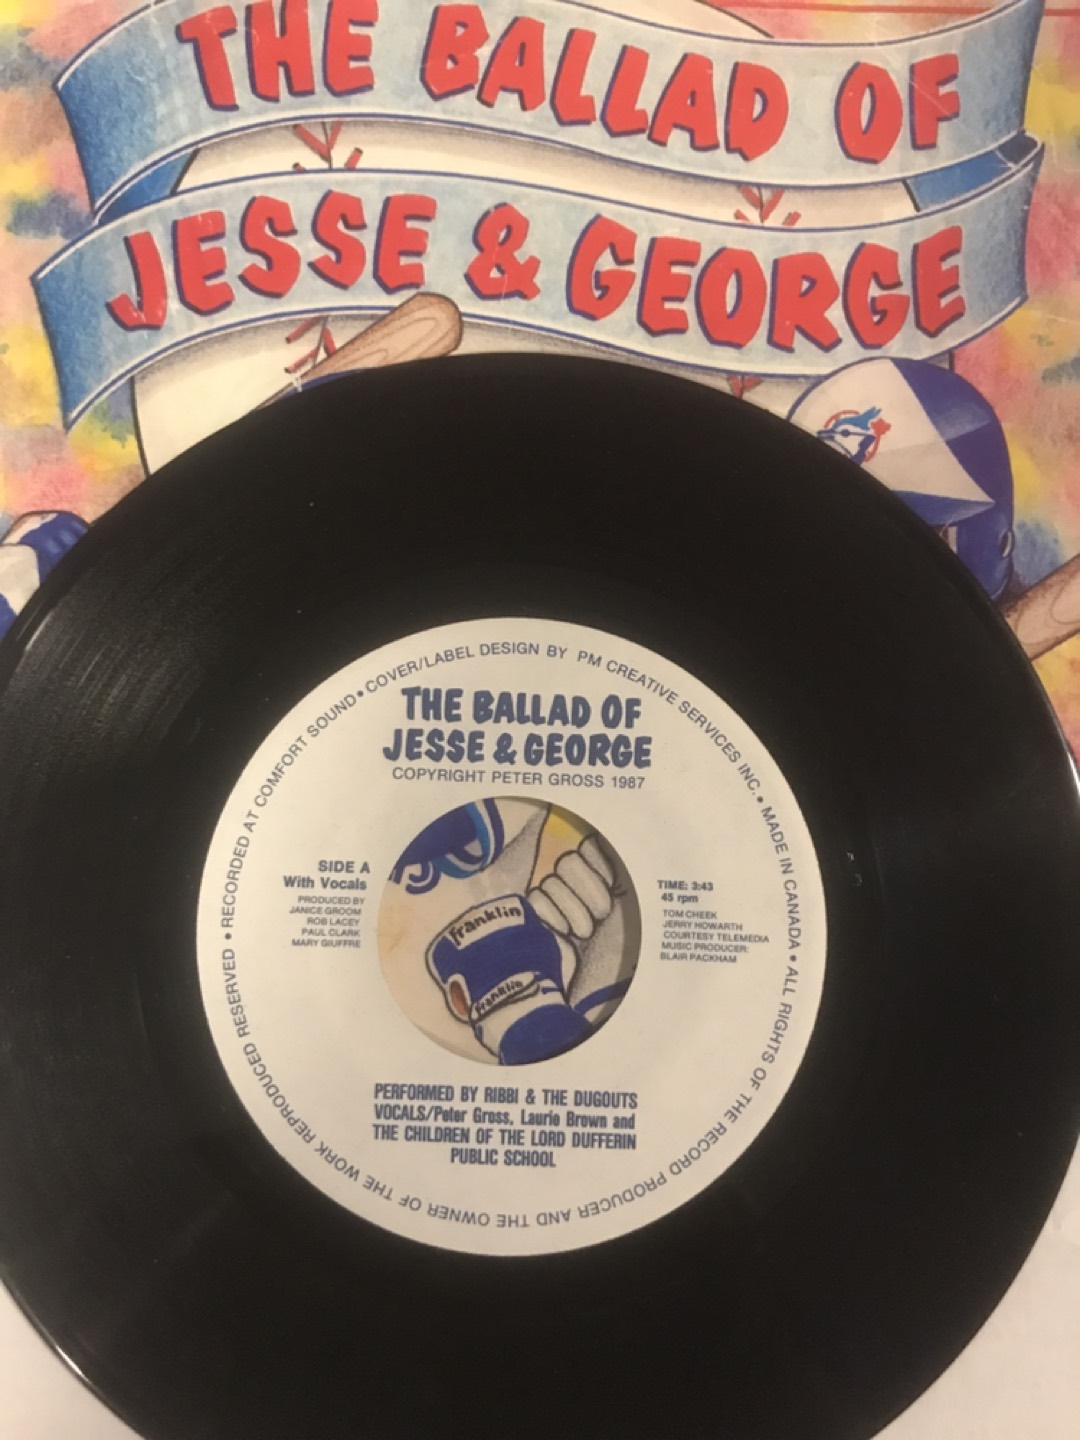 THE BALLAD OF
JESSE & GEORGE
RECORDED AT COMFORT SOUND • COVER/LABEL DESIGN BY PM CREATIVE SERVICES INC. • MADE IN CANADA • ALL RIGHTS OF THE RECORD PRODUCER AND THE OWNER OF THE WORK REPRODUCED RESERVED •
THE BALLAD OF
JESSE & GEORGE
COPYRIGHT PETER GROSS 1987
SIDE A
With Vocals
PRODUCED BY
JANICE GROOM
ROB LACEY
PAUL CLARK
MARY GIUFFRE
Franklin
Franklin
TIME: 3:43
45 rpm
TOM CHEEK
JERRY HOWARTH
COURTESY TELEMEDIA
MUSIC PRODUCER:
BLAIR PACKHAM
PERFORMED BY RIBBI & THE DUGOUTS
VOCALS/Peter Gross, Laurie Brown and
THE CHILDREN OF THE LORD DUFFERIN
PUBLIC SCHOOL